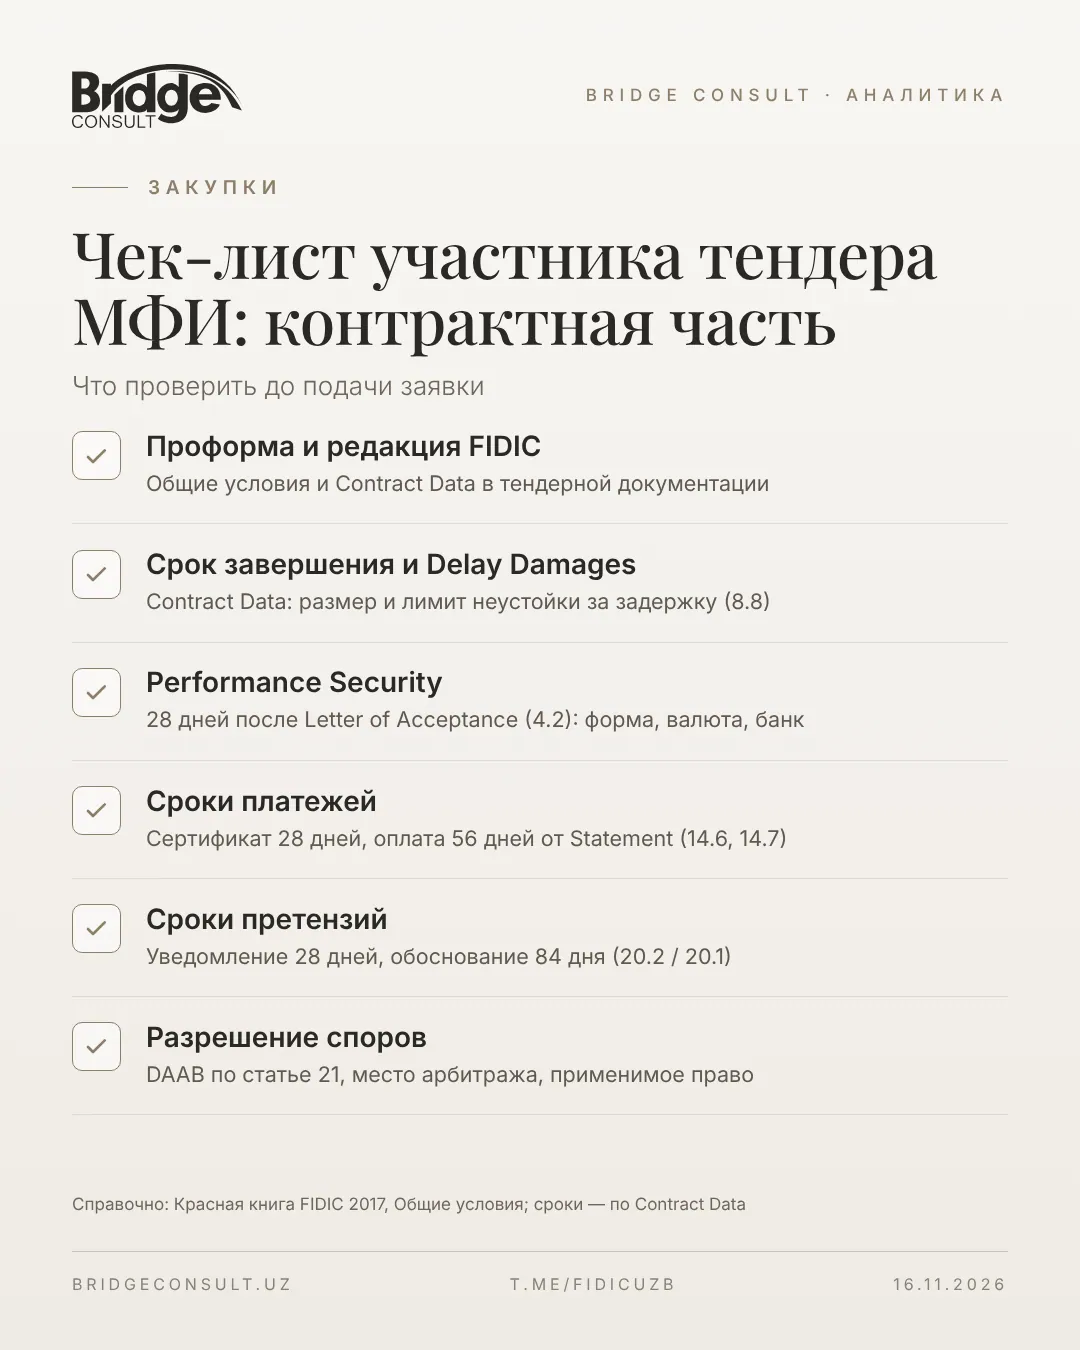 Bridge
CONSULT
BRIDGE CONSULT · АНАЛИТИКА
ЗАКУПКИ
Чек-лист участника тендера
МФИ: контрактная часть
Что проверить до подачи заявки
Проформа и редакция FIDIC
Общие условия и Contract Data в тендерной документации
Срок завершения и Delay Damages
Contract Data: размер и лимит неустойки за задержку (8.8)
Performance Security
28 дней после Letter of Acceptance (4.2): форма, валюта, банк
Сроки платежей
Сертификат 28 дней, оплата 56 дней от Statement (14.6, 14.7)
Сроки претензий
Уведомление 28 дней, обоснование 84 дня (20.2 / 20.1)
Разрешение споров
DAAB по статье 21, место арбитража, применимое право
Справочно: Красная книга FIDIC 2017, Общие условия; сроки — по Contract Data
BRIDGECONSULT.UZ
T.ME/FIDICUZB
16.11.2026